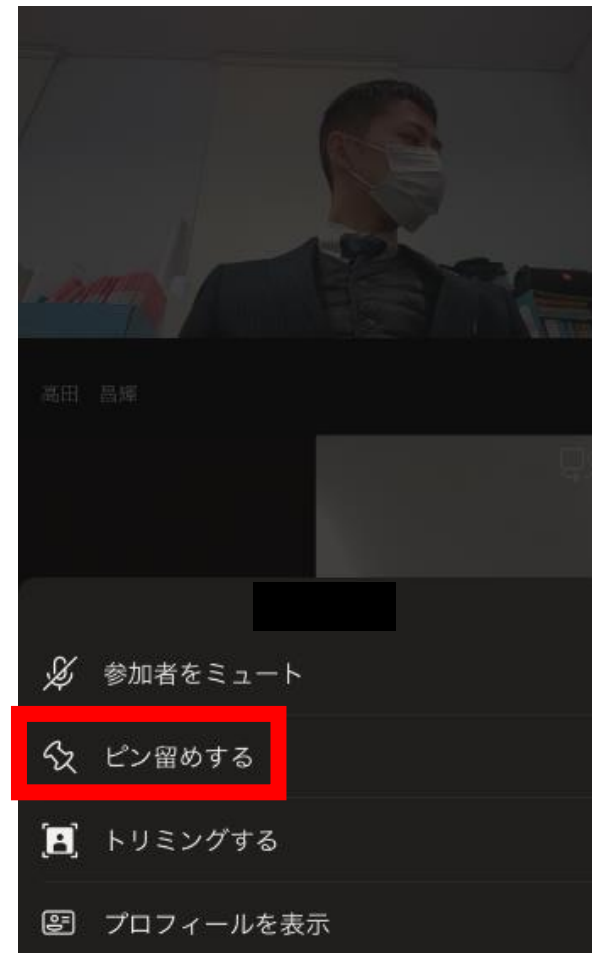 高田　昌輝
参加者をミュート
ピン留めする
トリミングする
プロフィールを表示